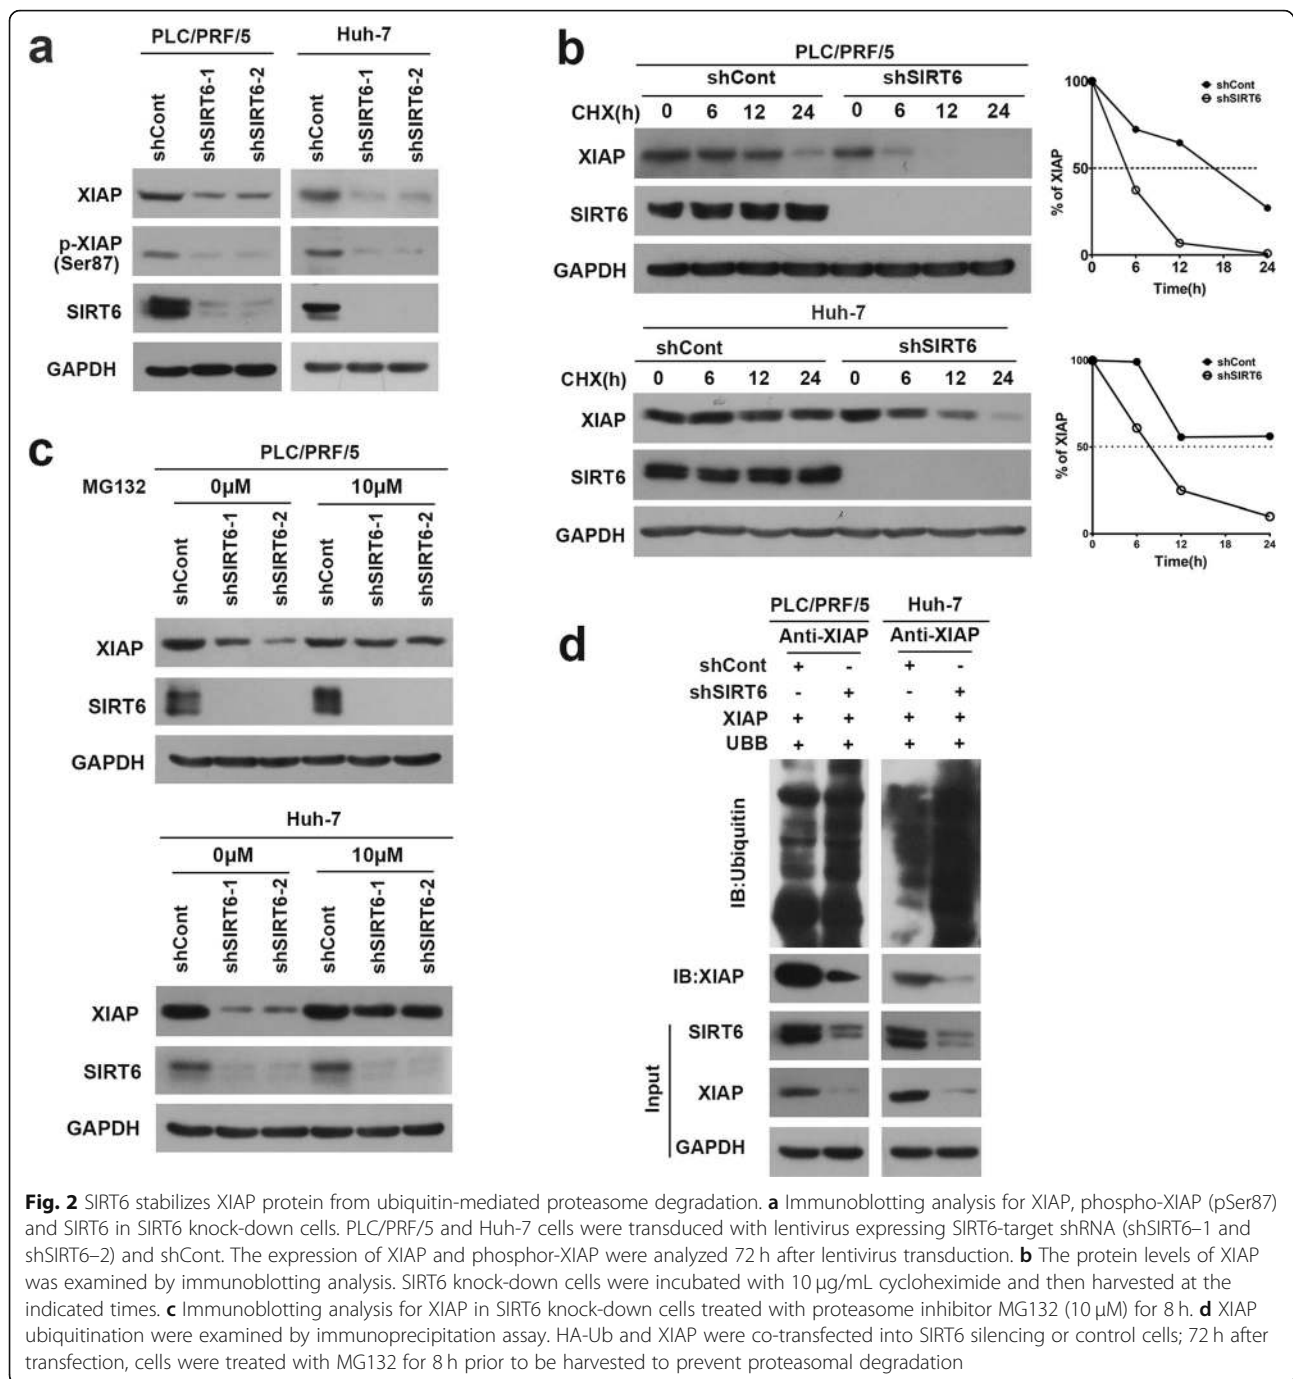 a
PLC/PRF/5 Huh-7
shCont shSIRT6-1 shSIRT6-2 shCont shSIRT6-1 shSIRT6-2
XIAP
p-XIAP
(Ser87)
SIRT6
GAPDH
b
PLC/PRF/5
shCont shSIRT6
CHX(h) 0 6 12 24 0 6 12 24
XIAP
SIRT6
GAPDH
% of XIAP
100
50
0
0 6 12 18 24
Time(h)
shCont
shSIRT6
Huh-7
shCont shSIRT6
CHX(h) 0 6 12 24 0 6 12 24
XIAP
SIRT6
GAPDH
% of XIAP
100
50
0
0 6 12 18 24
Time(h)
shCont
shSIRT6
c
PLC/PRF/5
MG132 0μM 10μM
shCont shSIRT6-1 shSIRT6-2 shCont shSIRT6-1 shSIRT6-2
XIAP
SIRT6
GAPDH
Huh-7
0μM 10μM
shCont shSIRT6-1 shSIRT6-2 shCont shSIRT6-1 shSIRT6-2
XIAP
SIRT6
GAPDH
d
PLC/PRF/5 Huh-7
Anti-XIAP Anti-XIAP
shCont + - + -
shSIRT6 - + - +
XIAP + + + +
UBB + + + +
IB:Ubiquitin
IB:XIAP
Input
SIRT6
XIAP
GAPDH
Fig. 2 SIRT6 stabilizes XIAP protein from ubiquitin-mediated proteasome degradation. a Immunoblotting analysis for XIAP, phospho-XIAP (pSer87)
and SIRT6 in SIRT6 knock-down cells. PLC/PRF/5 and Huh-7 cells were transduced with lentivirus expressing SIRT6-target shRNA (shSIRT6–1 and
shSIRT6–2) and shCont. The expression of XIAP and phosphor-XIAP were analyzed 72 h after lentivirus transduction. b The protein levels of XIAP
was examined by immunoblotting analysis. SIRT6 knock-down cells were incubated with 10 μg/mL cycloheximide and then harvested at the
indicated times. c Immunoblotting analysis for XIAP in SIRT6 knock-down cells treated with proteasome inhibitor MG132 (10 μM) for 8 h. d XIAP
ubiquitination were examined by immunoprecipitation assay. HA-Ub and XIAP were co-transfected into SIRT6 silencing or control cells; 72 h after
transfection, cells were treated with MG132 for 8 h prior to be harvested to prevent proteasomal degradation